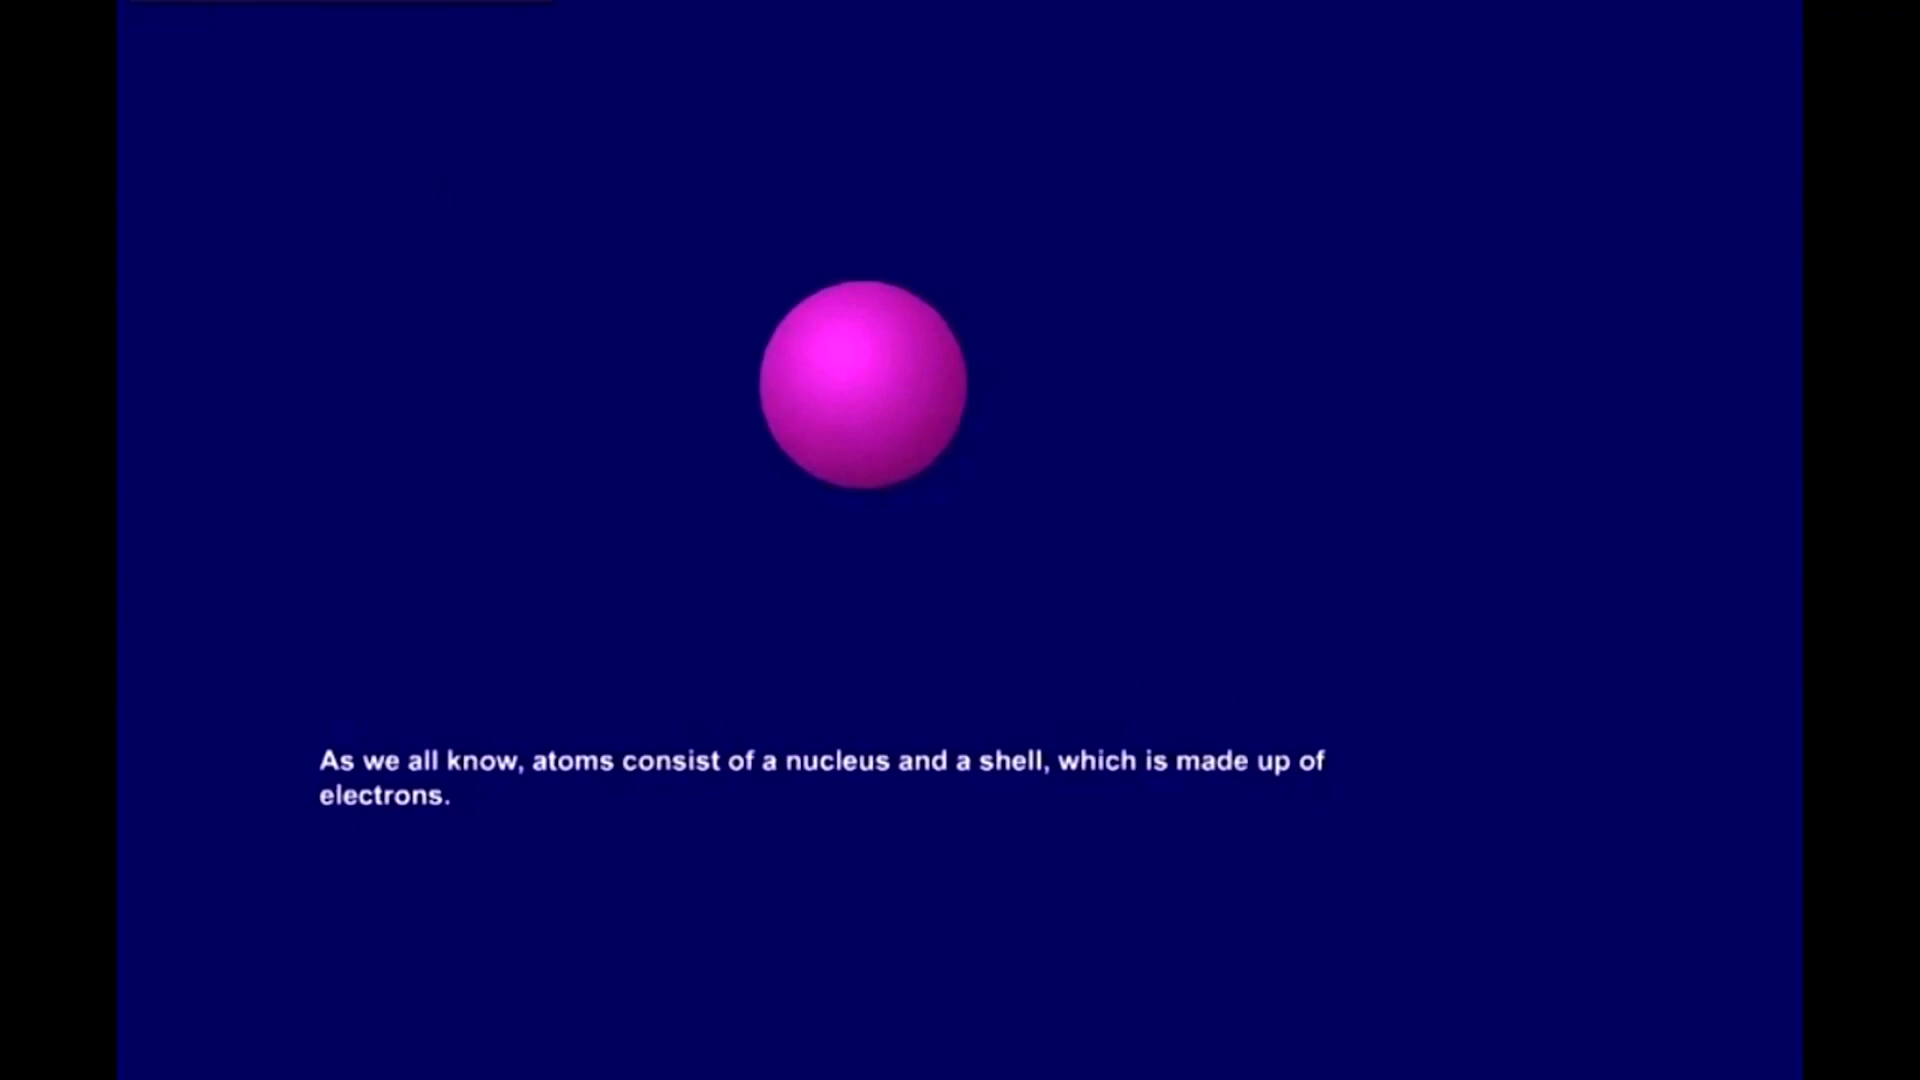 As we all know, atoms consist of a nucleus and a shell, which is made up of
electrons.